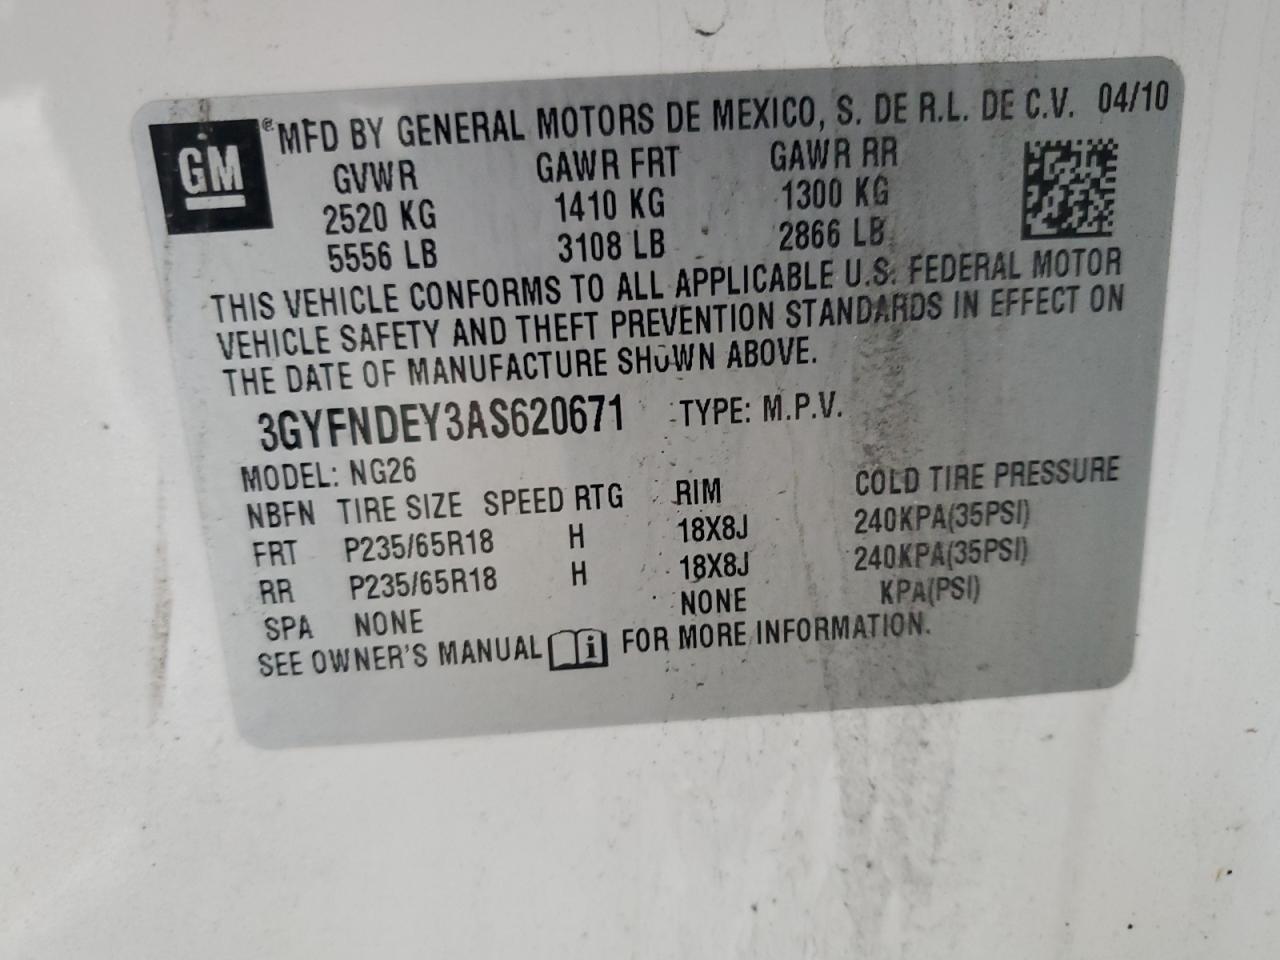 GM ® MFD BY GENERAL MOTORS DE MEXICO, S. DE R.L. DE C.V. 04/10
GVWR GAWR FRT GAWR RR
2520 KG 1410 KG 1300 KG
5556 LB 3108 LB 2866 LB
THIS VEHICLE CONFORMS TO ALL APPLICABLE U.S. FEDERAL MOTOR
VEHICLE SAFETY AND THEFT PREVENTION STANDARDS IN EFFECT ON
THE DATE OF MANUFACTURE SHOWN ABOVE.
3GYFNDEY3AS620671 TYPE: M.P.V.
MODEL: NG26
NBFN TIRE SIZE SPEED RTG RIM COLD TIRE PRESSURE
FRT P235/65R18 H 18X8J 240KPA(35PSI)
RR P235/65R18 H 18X8J 240KPA(35PSI)
SPA NONE NONE KPA(PSI)
SEE OWNER'S MANUAL i FOR MORE INFORMATION.